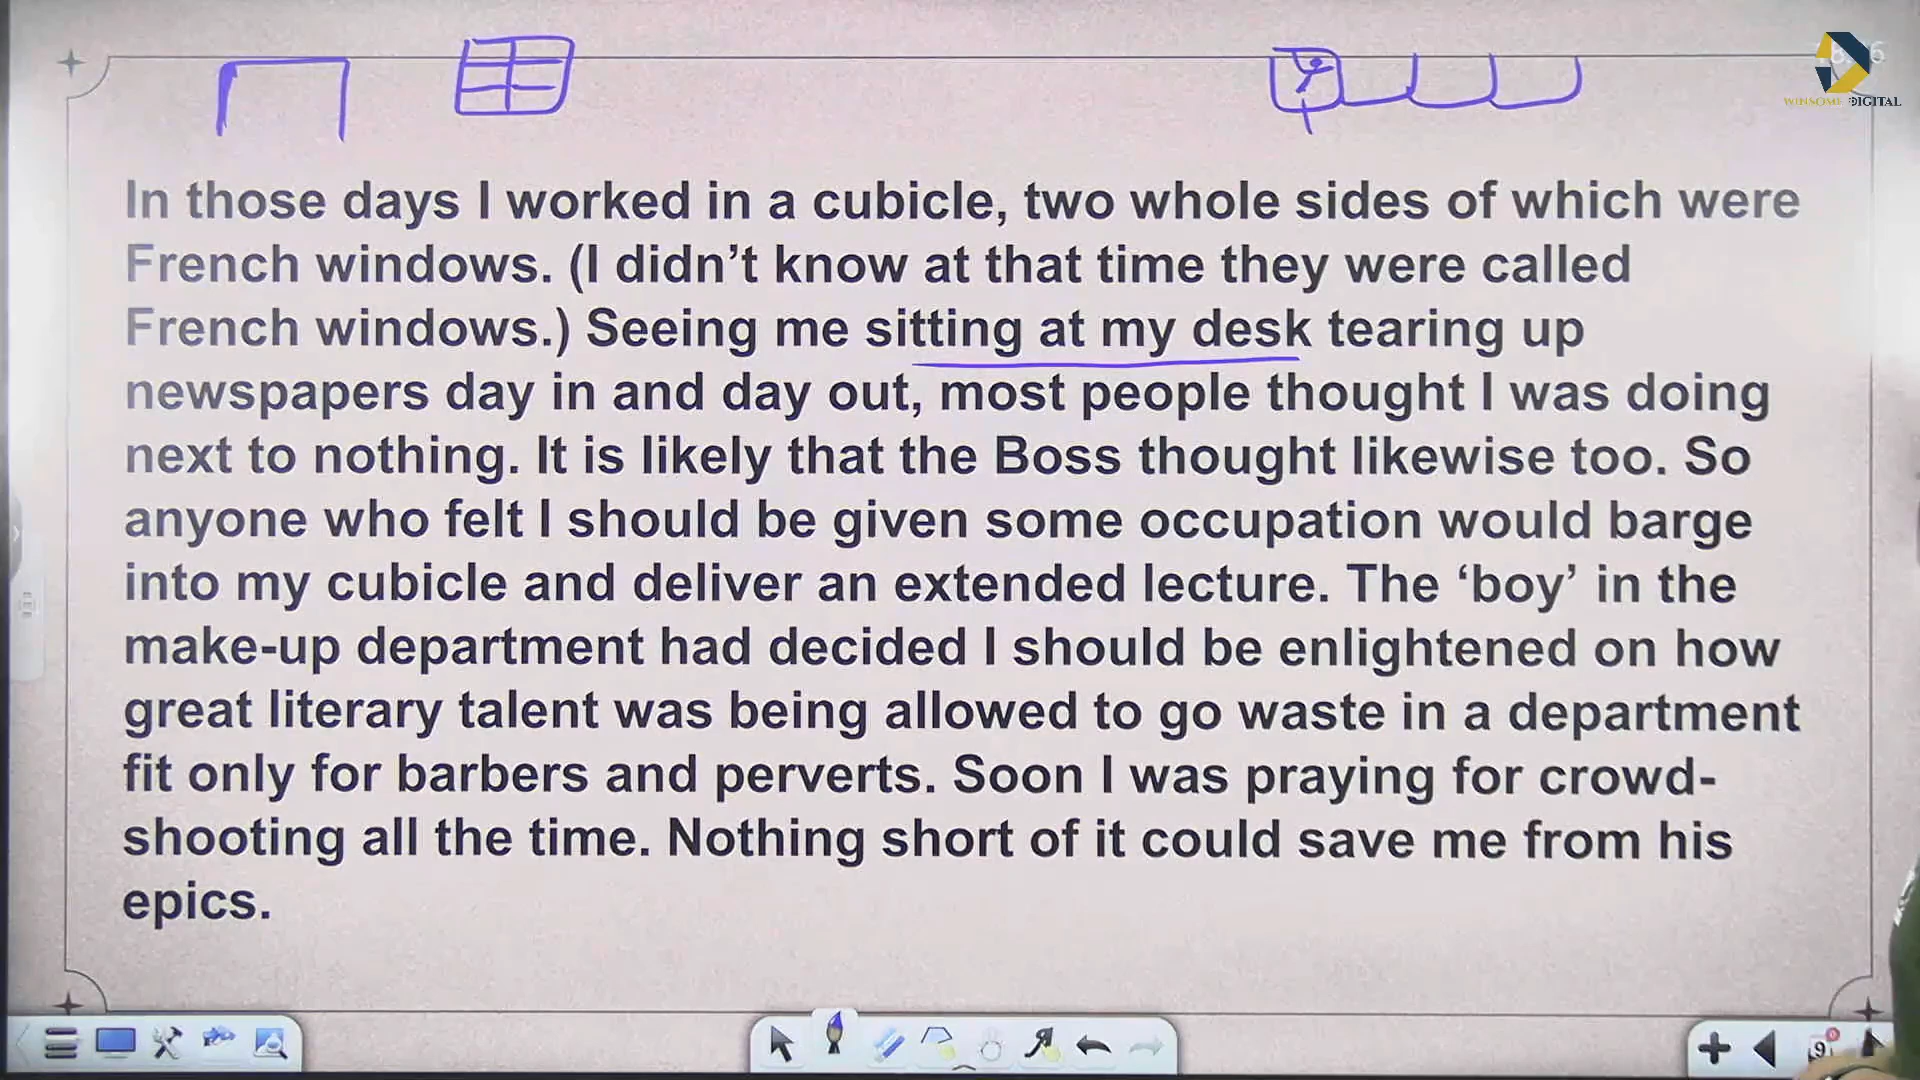 WINSOME DIGITAL
In those days I worked in a cubicle, two whole sides of which were
French windows. (I didn’t know at that time they were called
French windows.) Seeing me sitting at my desk tearing up
newspapers day in and day out, most people thought I was doing
next to nothing. It is likely that the Boss thought likewise too. So
anyone who felt I should be given some occupation would barge
into my cubicle and deliver an extended lecture. The ‘boy’ in the
make-up department had decided I should be enlightened on how
great literary talent was being allowed to go waste in a department
fit only for barbers and perverts. Soon I was praying for crowd-
shooting all the time. Nothing short of it could save me from his
epics.
9